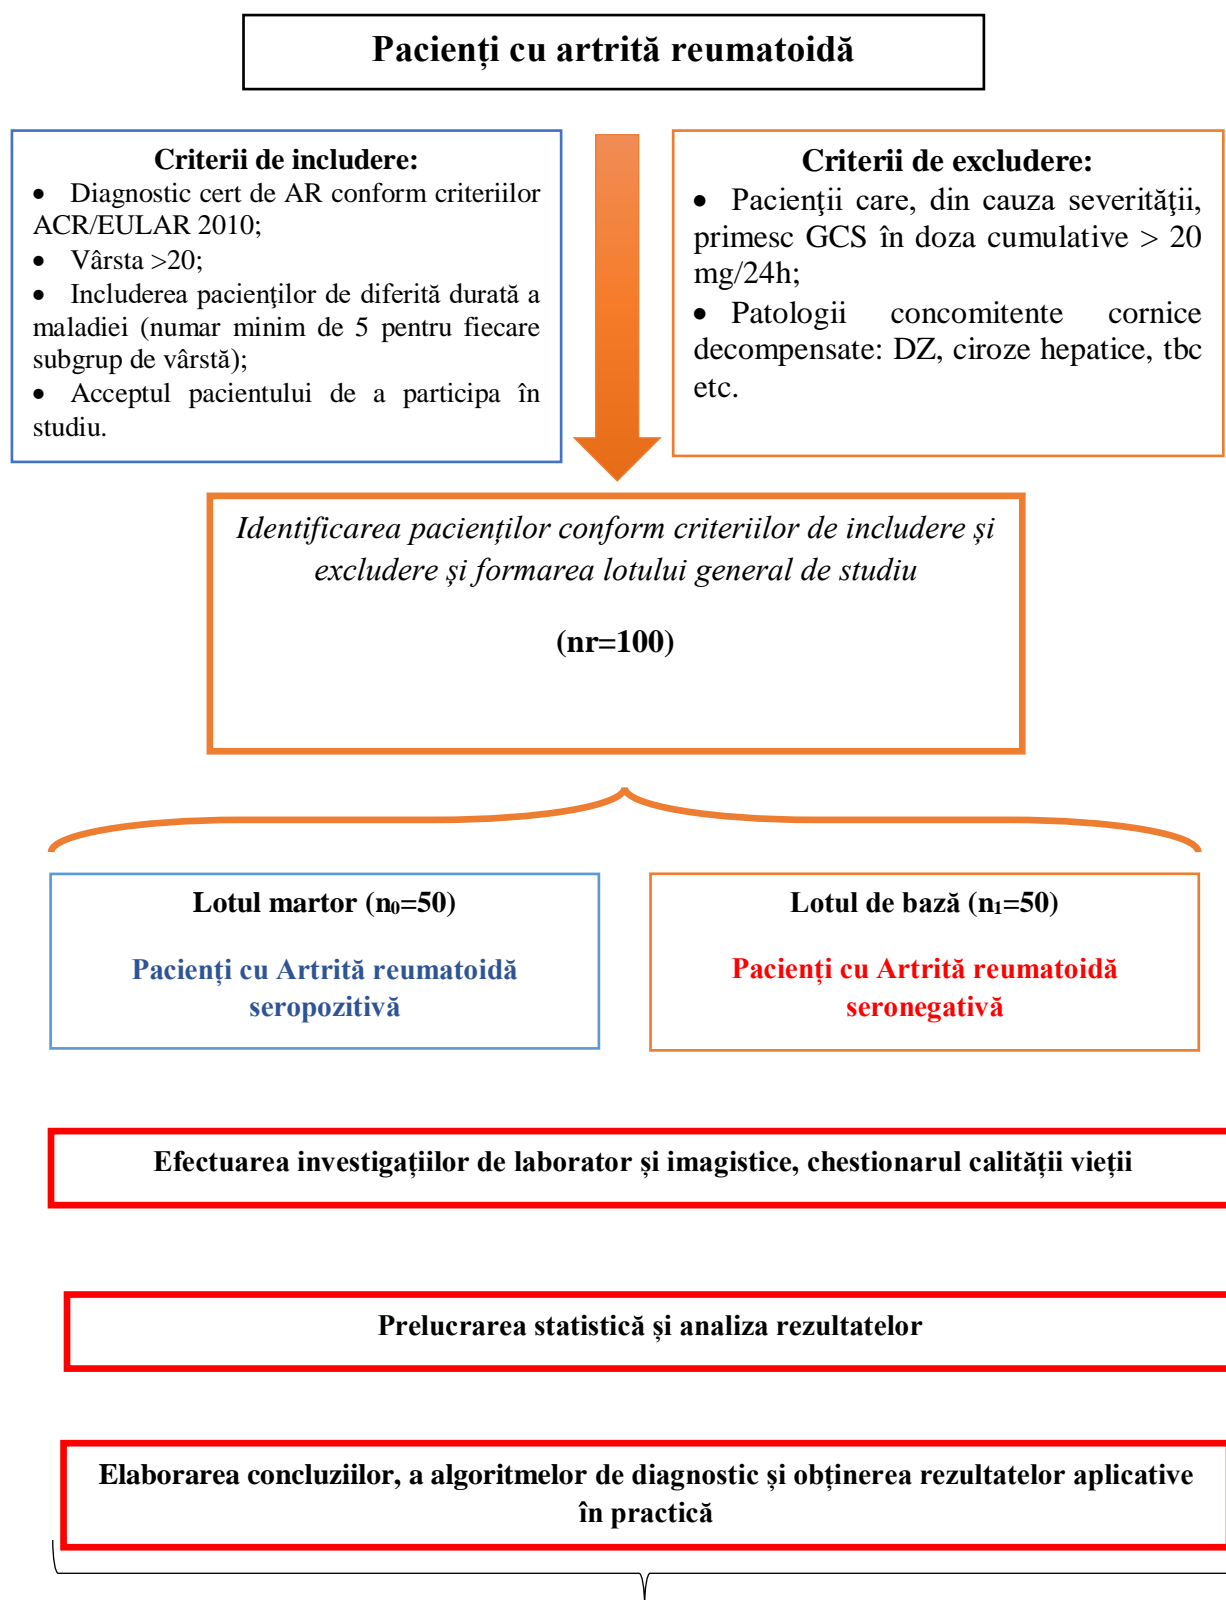 Pacienți cu artrită reumatoidă
Criterii de includere:
• Diagnostic cert de AR conform criteriilor
ACR/EULAR 2010;
• Vârsta >20;
• Includerea pacienţilor de diferită durată a
maladiei (numar minim de 5 pentru fiecare
subgrup de vârstă);
• Acceptul pacientului de a participa în
studiu.
Criterii de excludere:
• Pacienţii care, din cauza severităţii,
primesc GCS în doza cumulative > 20
mg/24h;
• Patologii concomitente cornice
decompensate: DZ, ciroze hepatice, tbc
etc.
Identificarea pacienților conform criteriilor de includere și
excludere și formarea lotului general de studiu
(nr=100)
Lotul martor (n₀=50)
Pacienți cu Artrită reumatoidă
seropozitivă
Lotul de bază (n₁=50)
Pacienți cu Artrită reumatoidă
seronegativă
Efectuarea investigațiilor de laborator și imagistice, chestionarul calității vieții
Prelucrarea statistică și analiza rezultatelor
Elaborarea concluziilor, a algoritmelor de diagnostic și obținerea rezultatelor aplicative
în practică